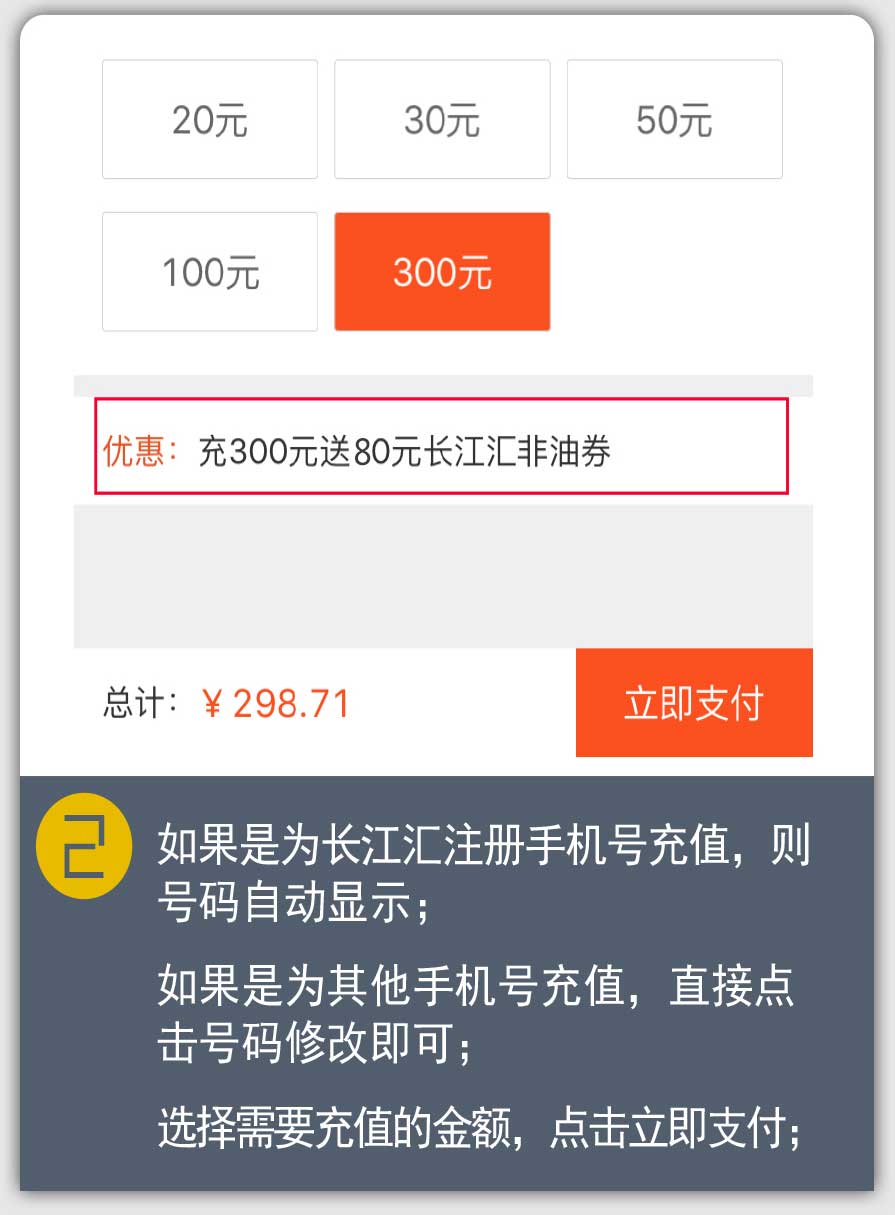 20元 30元 50元
100元 300元
优惠：充300元送80元长江汇非油券
总计：¥ 298.71 立即支付
2
如果是为长江汇注册手机号充值，则
号码自动显示；
如果是为其他手机号充值，直接点
击号码修改即可；
选择需要充值的金额，点击立即支付；